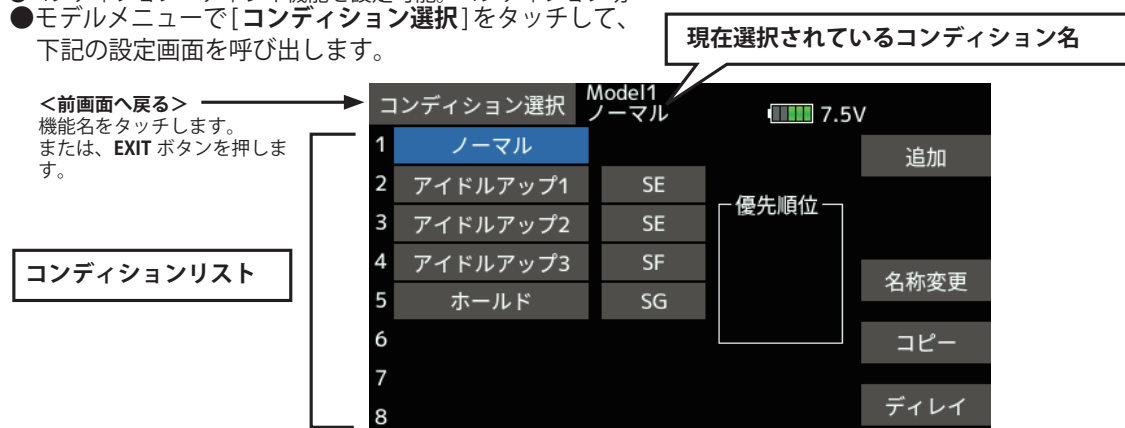 ●モデルメニューで[コンディション選択]をタッチして、
下記の設定画面を呼び出します。
現在選択されているコンディション名
<前画面へ戻る>
機能名をタッチします。
または、EXIT ボタンを押しま
す。
コンディションリスト
コンディション選択 Model1
ノーマル
7.5V
1 ノーマル
追加
2 アイドルアップ1 SE
優先順位
3 アイドルアップ2 SE
4 アイドルアップ3 SF
名称変更
5 ホールド SG
6
コピー
7
ディレイ
8